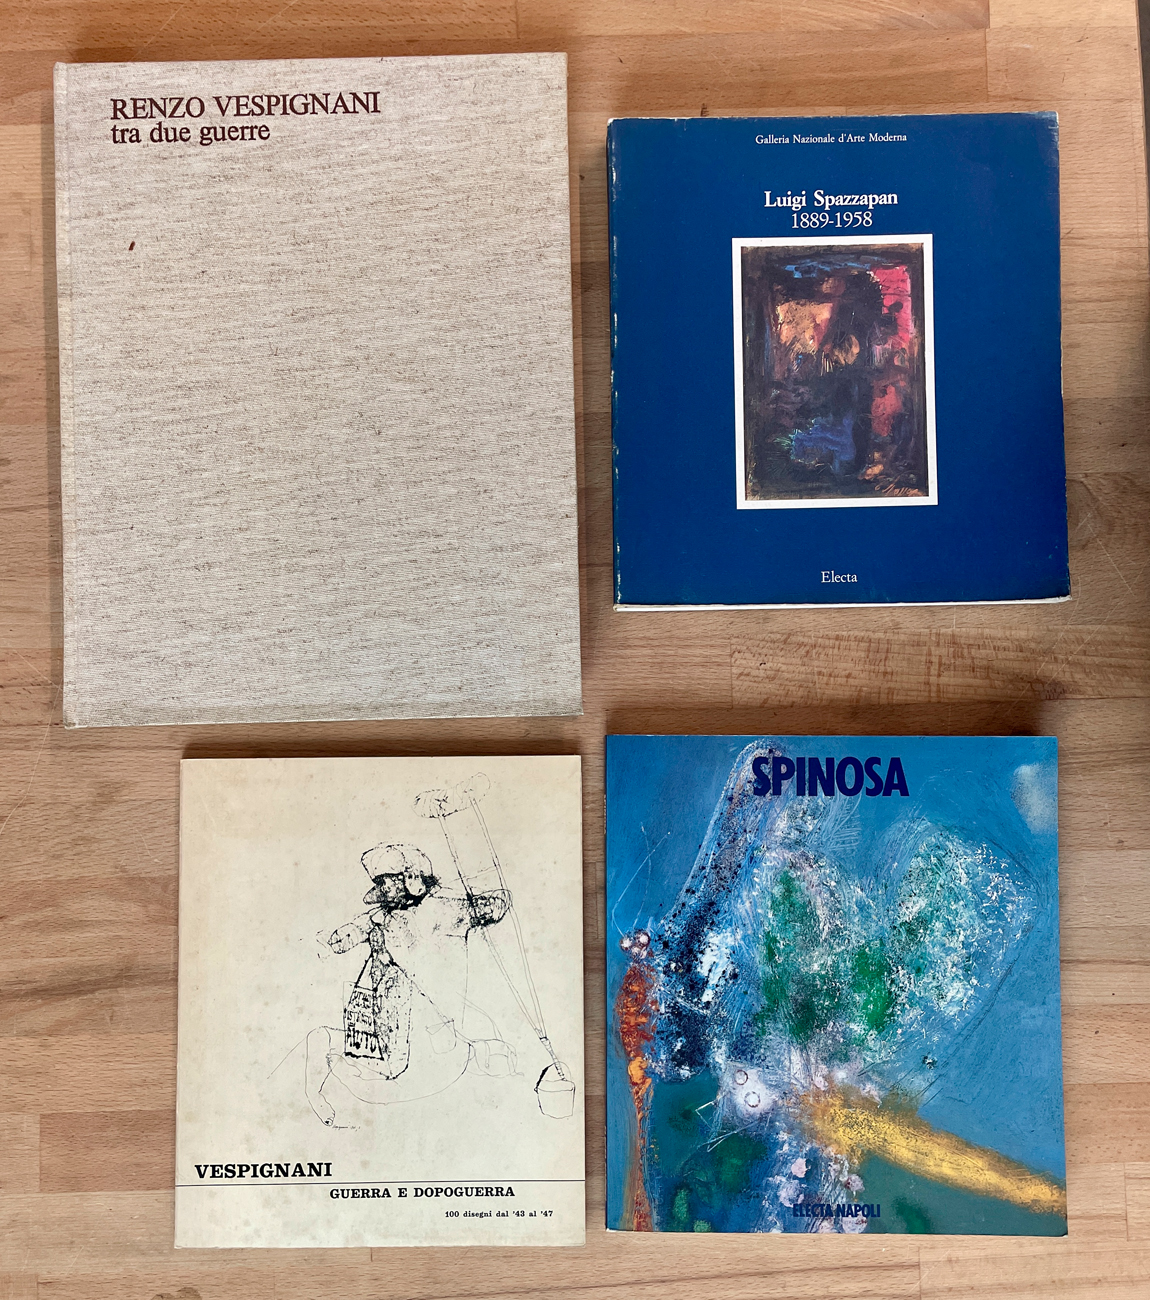 RENZO VESPIGNANI
tra due guerre
Galleria Nazionale d'Arte Moderna
Luigi Spazzapan
1889-1958
Electa
VESPIGNANI
GUERRA E DOPOGUERRA
100 disegni dal '43 al '47
SPINOSA
ELECTA NAPOLI